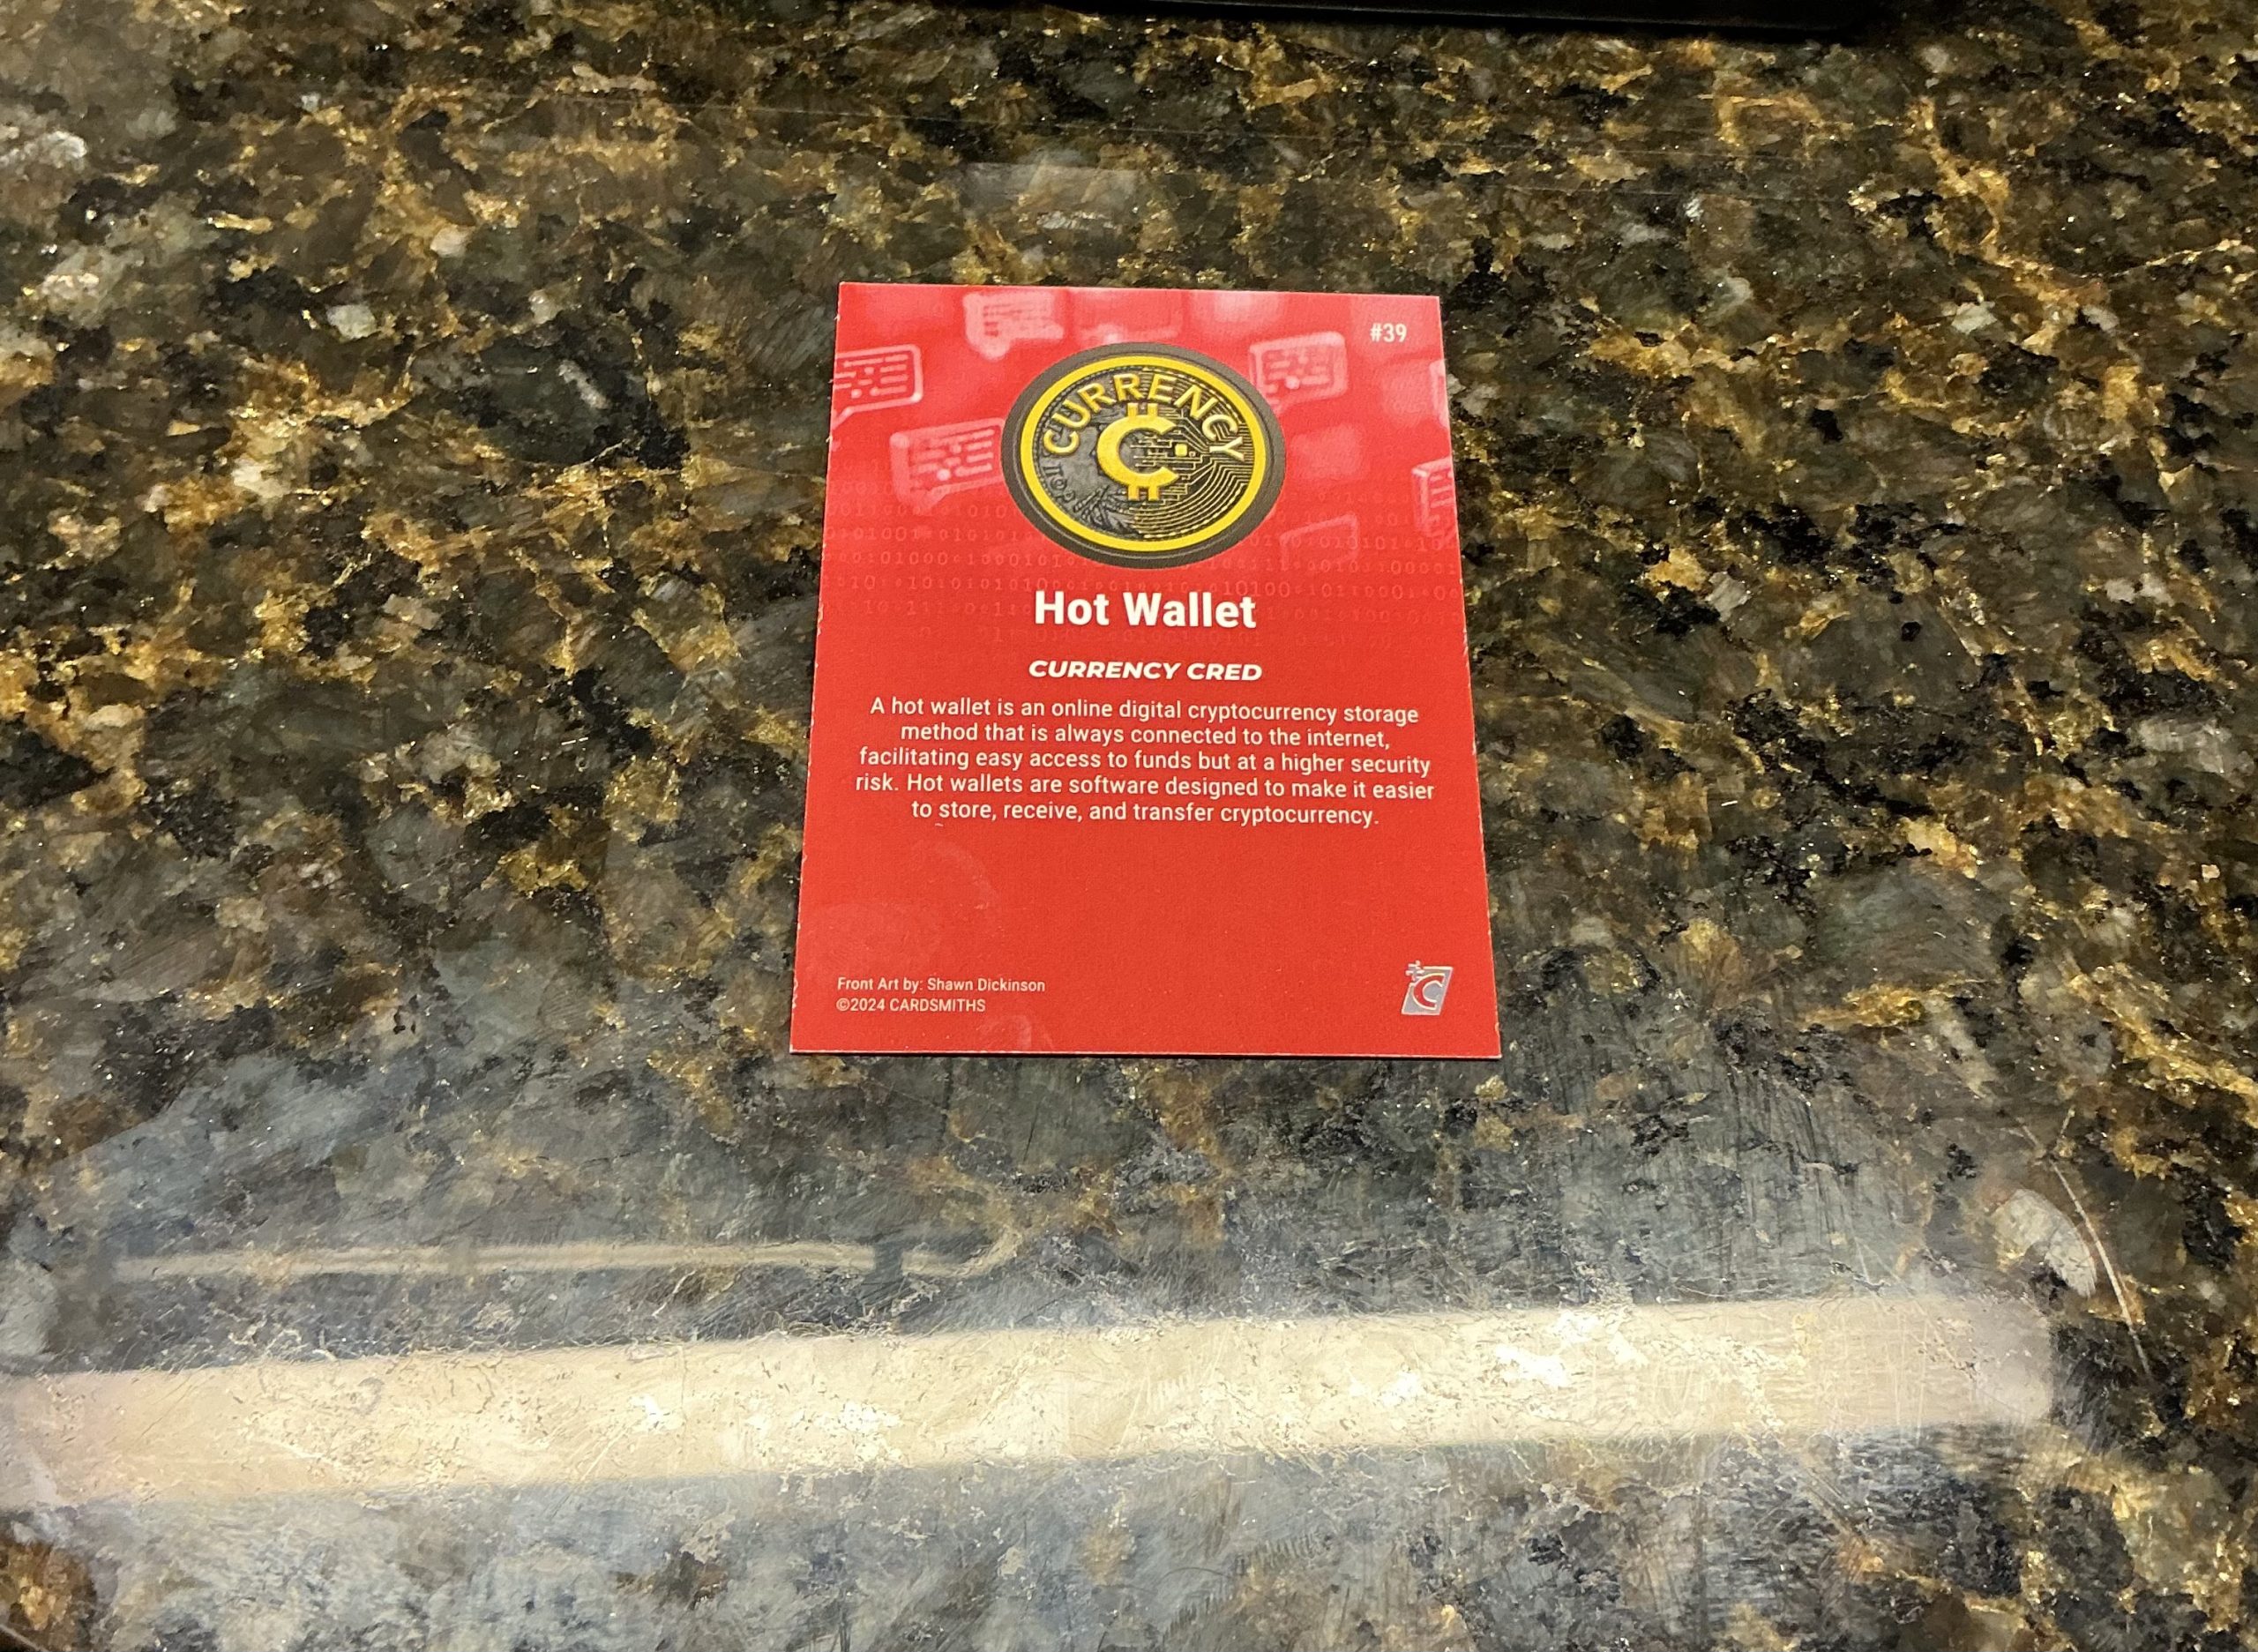 #39
CURRENCY
Hot Wallet
CURRENCY CRED
A hot wallet is an online digital cryptocurrency storage
method that is always connected to the internet,
facilitating easy access to funds but at a higher security
risk. Hot wallets are software designed to make it easier
to store, receive, and transfer cryptocurrency.
Front Art by: Shawn Dickinson
©2024 CARDSMITHS